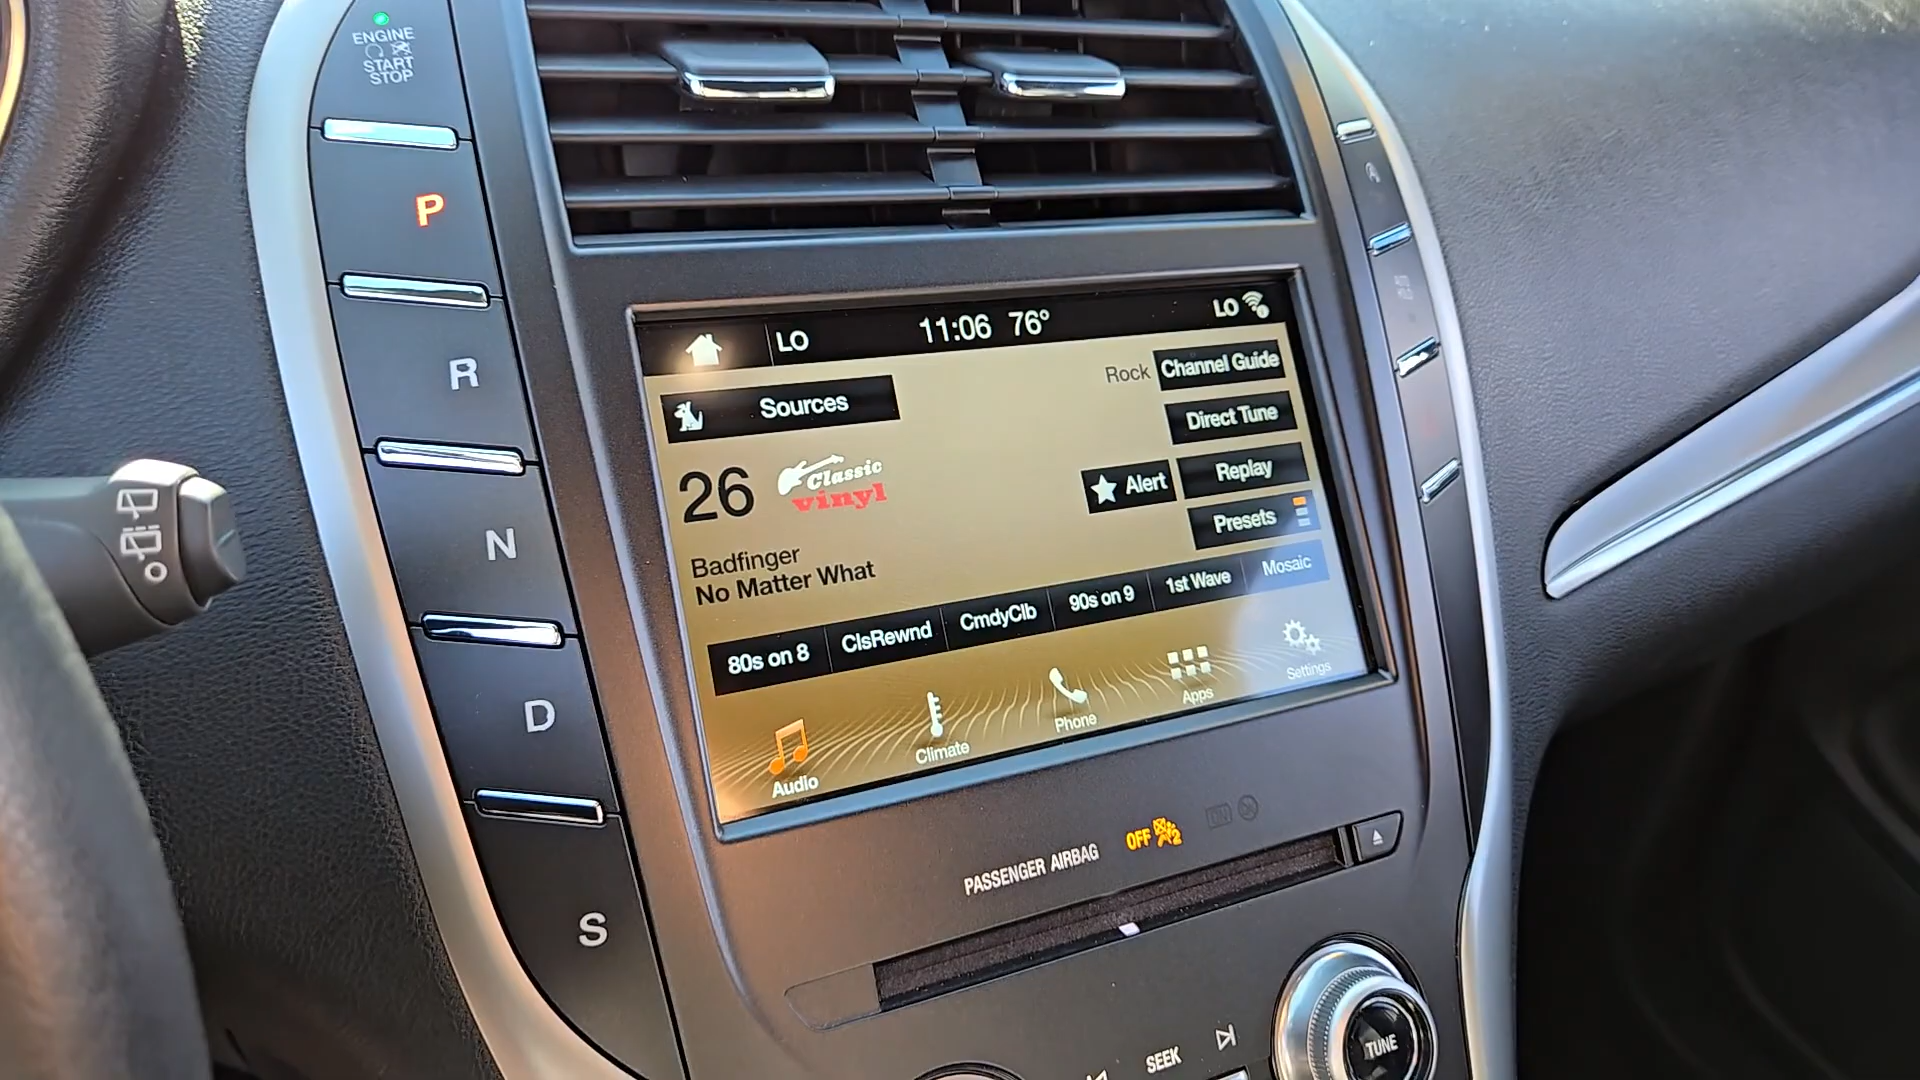 ENGINE
START
STOP
P
R
N
D
S
LO
11:06 76°
LO
Sources
Rock
Channel Guide
Direct Tune
26
Classic
vinyl
Alert
Replay
Presets
Badfinger
No Matter What
80s on 8
ClsRewnd
CmdyClb
90s on 9
1st Wave
Mosaic
Audio
Climate
Phone
Apps
Settings
PASSENGER AIRBAG
OFF
2
ON
SEEK
TUNE